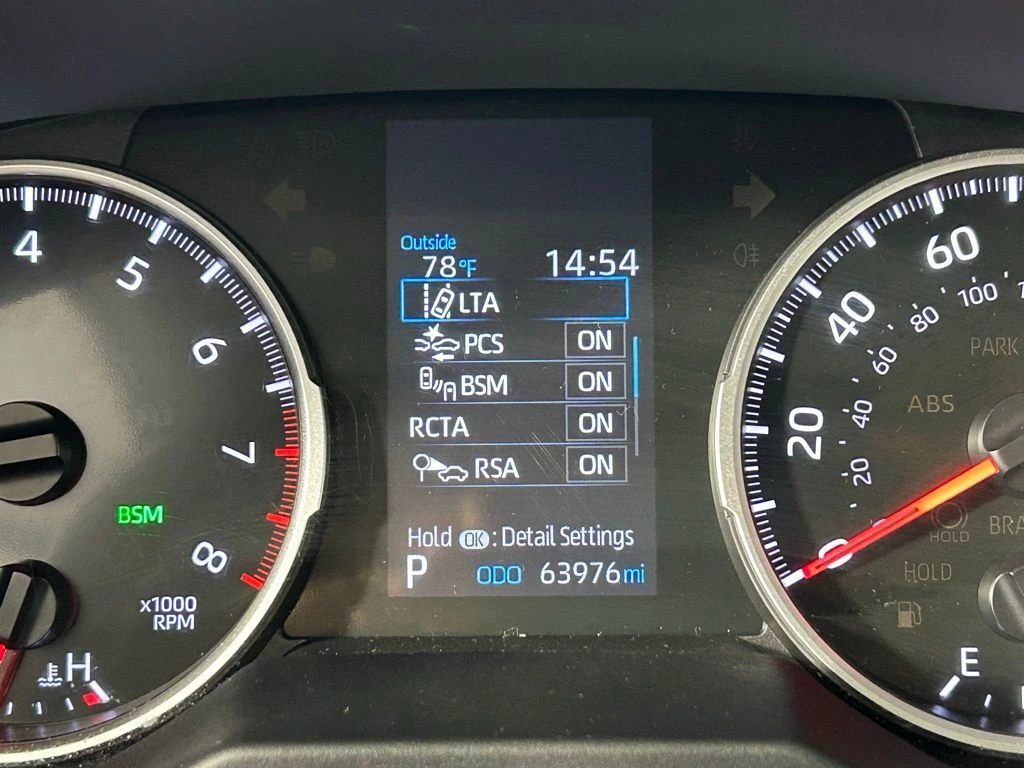 Outside
78°F 14:54
LTA
PCS ON
BSM ON
RCTA ON
RSA ON
Hold OK : Detail Settings
P ODO 63976 mi
4
5
6
7
8
BSM
x1000
RPM
H
60
40
20
0
100
80
60
40
20
PARK
ABS
HOLD
BRA
HOLD
E